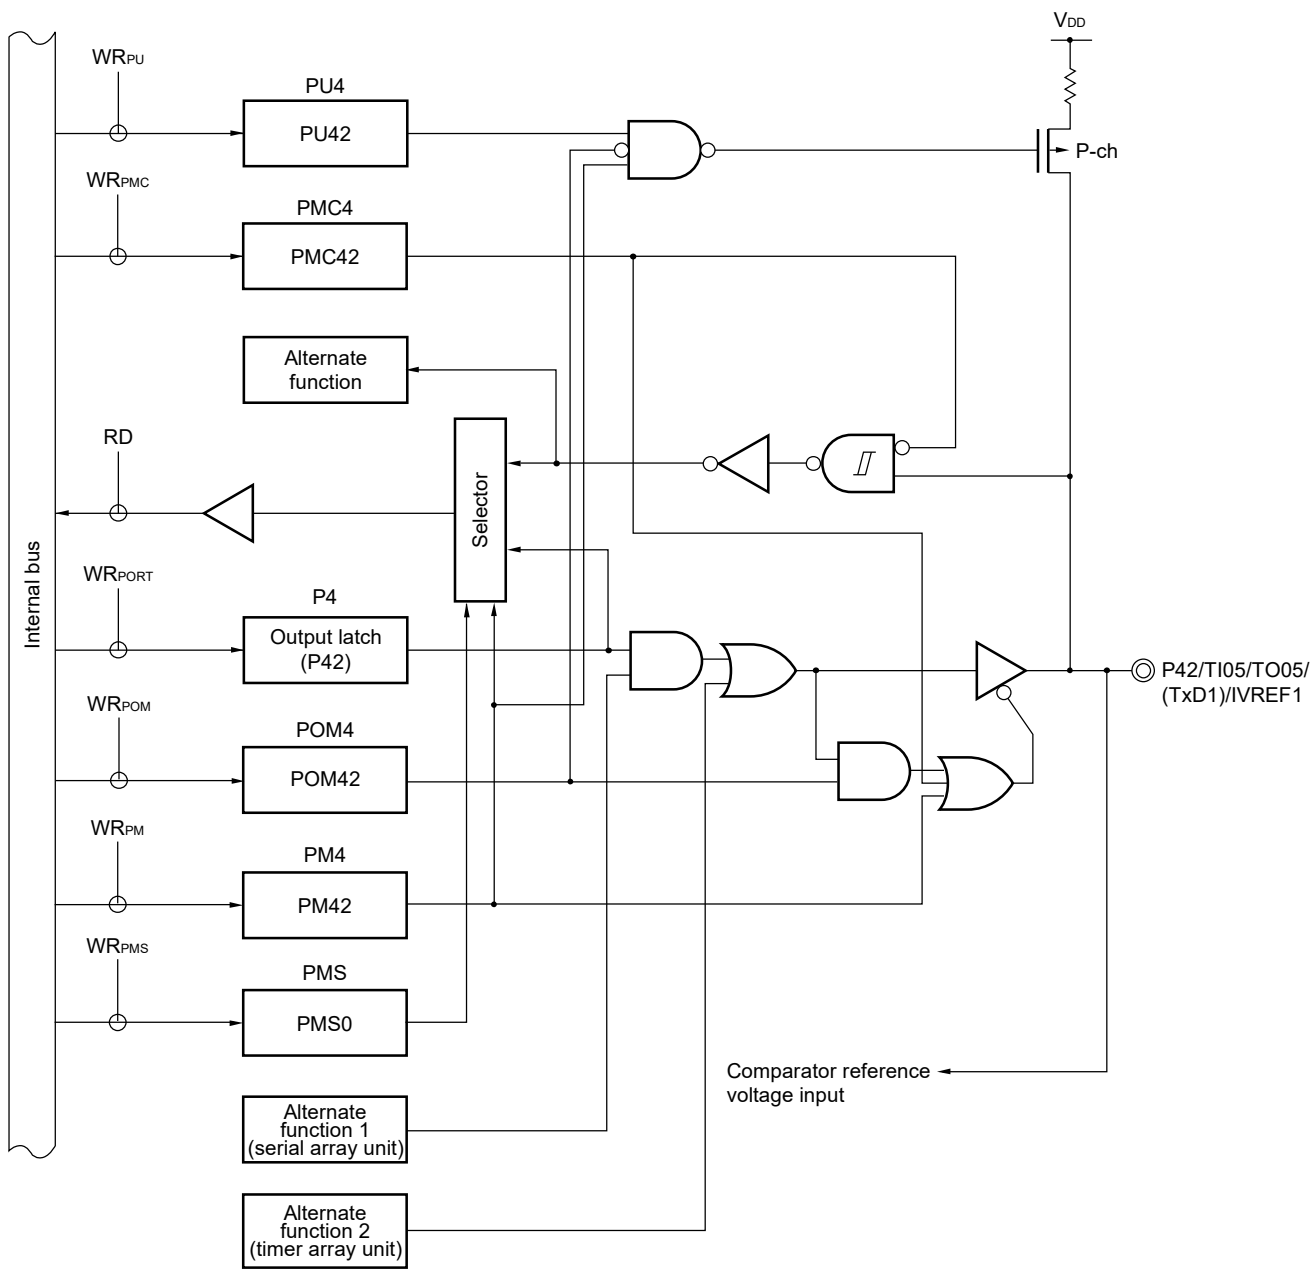 VDD
WRPU
PU4
PU42
P-ch
WRPMC
PMC4
PMC42
Alternate
function
RD
Selector
Internal bus
WRPORT
P4
Output latch
(P42)
P42/TI05/TO05/
(TxD1)/IVREF1
WRPOM
POM4
POM42
WRPM
PM4
PM42
WRPMS
PMS
PMS0
Comparator reference
voltage input
Alternate
function 1
(serial array unit)
Alternate
function 2
(timer array unit)